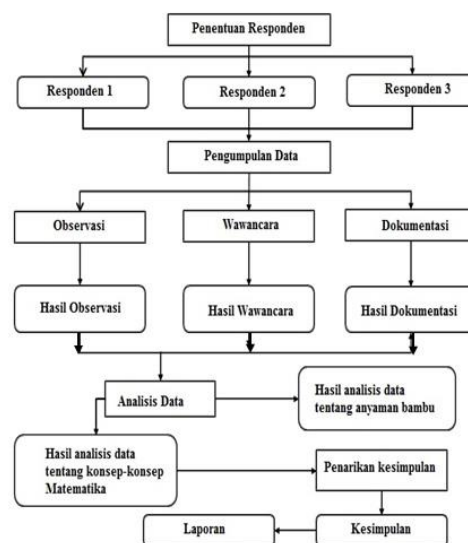 Penentuan Responden
Responden 1
Responden 2
Responden 3
Pengumpulan Data
Observasi
Wawancara
Dokumentasi
Hasil Observasi
Hasil Wawancara
Hasil Dokumentasi
Analisis Data
Hasil analisis data
tentang anyaman bambu
Hasil analisis data
tentang konsep-konsep
Matematika
Penarikan kesimpulan
Laporan
Kesimpulan